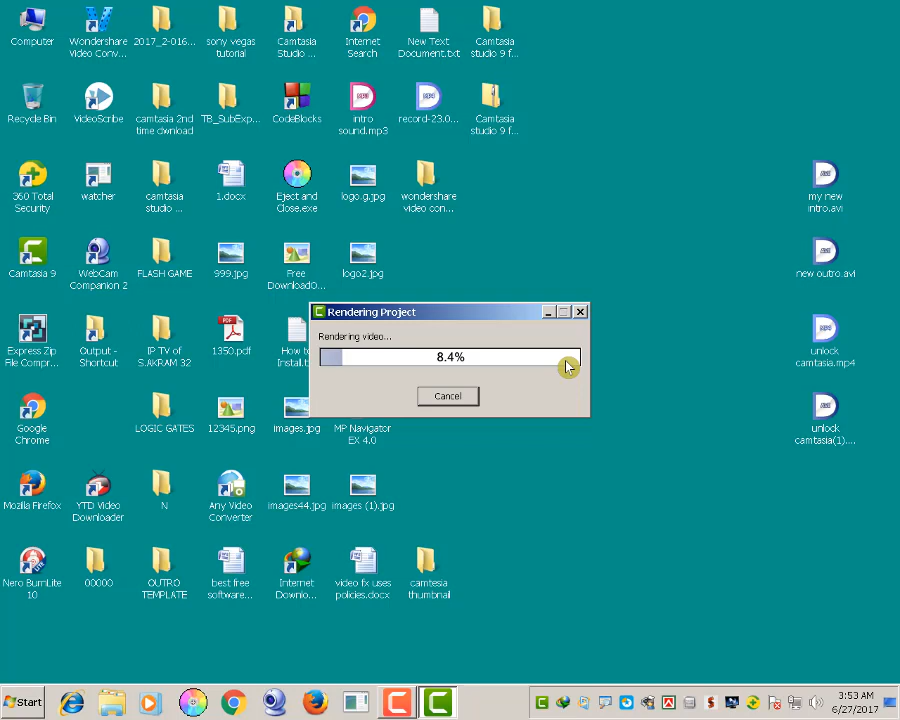 Computer
Wondershare
Video Conv...
2017_2-016...
sony vegas
tutorial
Camtasia
Studio ...
Internet
Search
New Text
Document.txt
Camtasia
studio 9 f...
Recycle Bin
VideoScribe
camtasia 2nd
time dwnload
TB_SubExp...
CodeBlocks
intro
sound.mp3
record-23.0...
Camtasia
studio 9 f...
360 Total
Security
watcher
camtasia
studio ...
1.docx
Eject and
Close.exe
logo.g.jpg
wondershare
video con...
my new
intro.avi
Camtasia 9
WebCam
Companion 2
FLASH GAME
999.jpg
Free
DownloadO...
logo2.jpg
new outro.avi
Rendering Project
Rendering video...
8.4%
Cancel
Express Zip
File Compr...
Output -
Shortcut
IP TV of
S.AKRAM 32
PDF
1350.pdf
How to
Install.t
unlock
camtasia.mp4
Google
Chrome
LOGIC GATES
12345.png
images.jpg
MP Navigator
EX 4.0
unlock
camtasia(1)....
Mozilla Firefox
YTD Video
Downloader
N
Any Video
Converter
images44.jpg
images (1).jpg
Nero BurnLite
10
00000
OUTRO
TEMPLATE
best free
software...
Internet
Downlo...
video fx uses
policies.docx
camtesia
thumbnail
Start
3:53 AM
6/27/2017